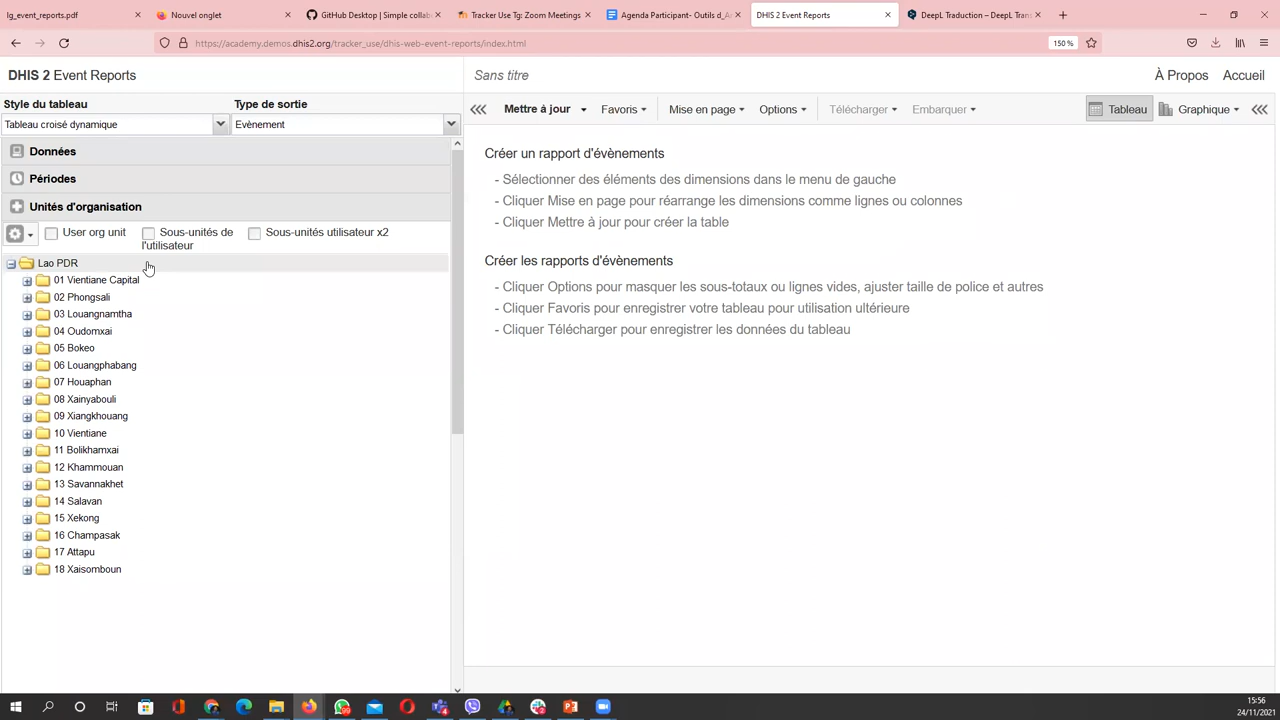 lg_event_reports.pdf
Nouvel onglet
GitHub Desktop | Simple collab
Tracker Use Tg: Zoom Meetings
Agenda Participant- Outils d_A
DHIS 2 Event Reports
DeepL Traduction – DeepL Tran
https://academy.demos.dhis2.org/tracker_use/dhis-web-event-reports/index.html
150 %
DHIS 2 Event Reports
Sans titre
À Propos
Accueil
Style du tableau
Type de sortie
Tableau croisé dynamique
Evènement
Mettre à jour
Favoris
Mise en page
Options
Télécharger
Embarquer
Tableau
Graphique
Données
Périodes
Unités d'organisation
User org unit
Sous-unités de l'utilisateur
Sous-unités utilisateur x2
Lao PDR
01 Vientiane Capital
02 Phongsali
03 Louangnamtha
04 Oudomxai
05 Bokeo
06 Louangphabang
07 Houaphan
08 Xainyabouli
09 Xiangkhouang
10 Vientiane
11 Bolikhamxai
12 Khammouan
13 Savannakhet
14 Salavan
15 Xekong
16 Champasak
17 Attapu
18 Xaisomboun
Créer un rapport d'évènements
- Sélectionner des éléments des dimensions dans le menu de gauche
- Cliquer Mise en page pour réarrange les dimensions comme lignes ou colonnes
- Cliquer Mettre à jour pour créer la table
Créer les rapports d'évènements
- Cliquer Options pour masquer les sous-totaux ou lignes vides, ajuster taille de police et autres
- Cliquer Favoris pour enregistrer votre tableau pour utilisation ultérieure
- Cliquer Télécharger pour enregistrer les données du tableau
15:56
24/11/2021